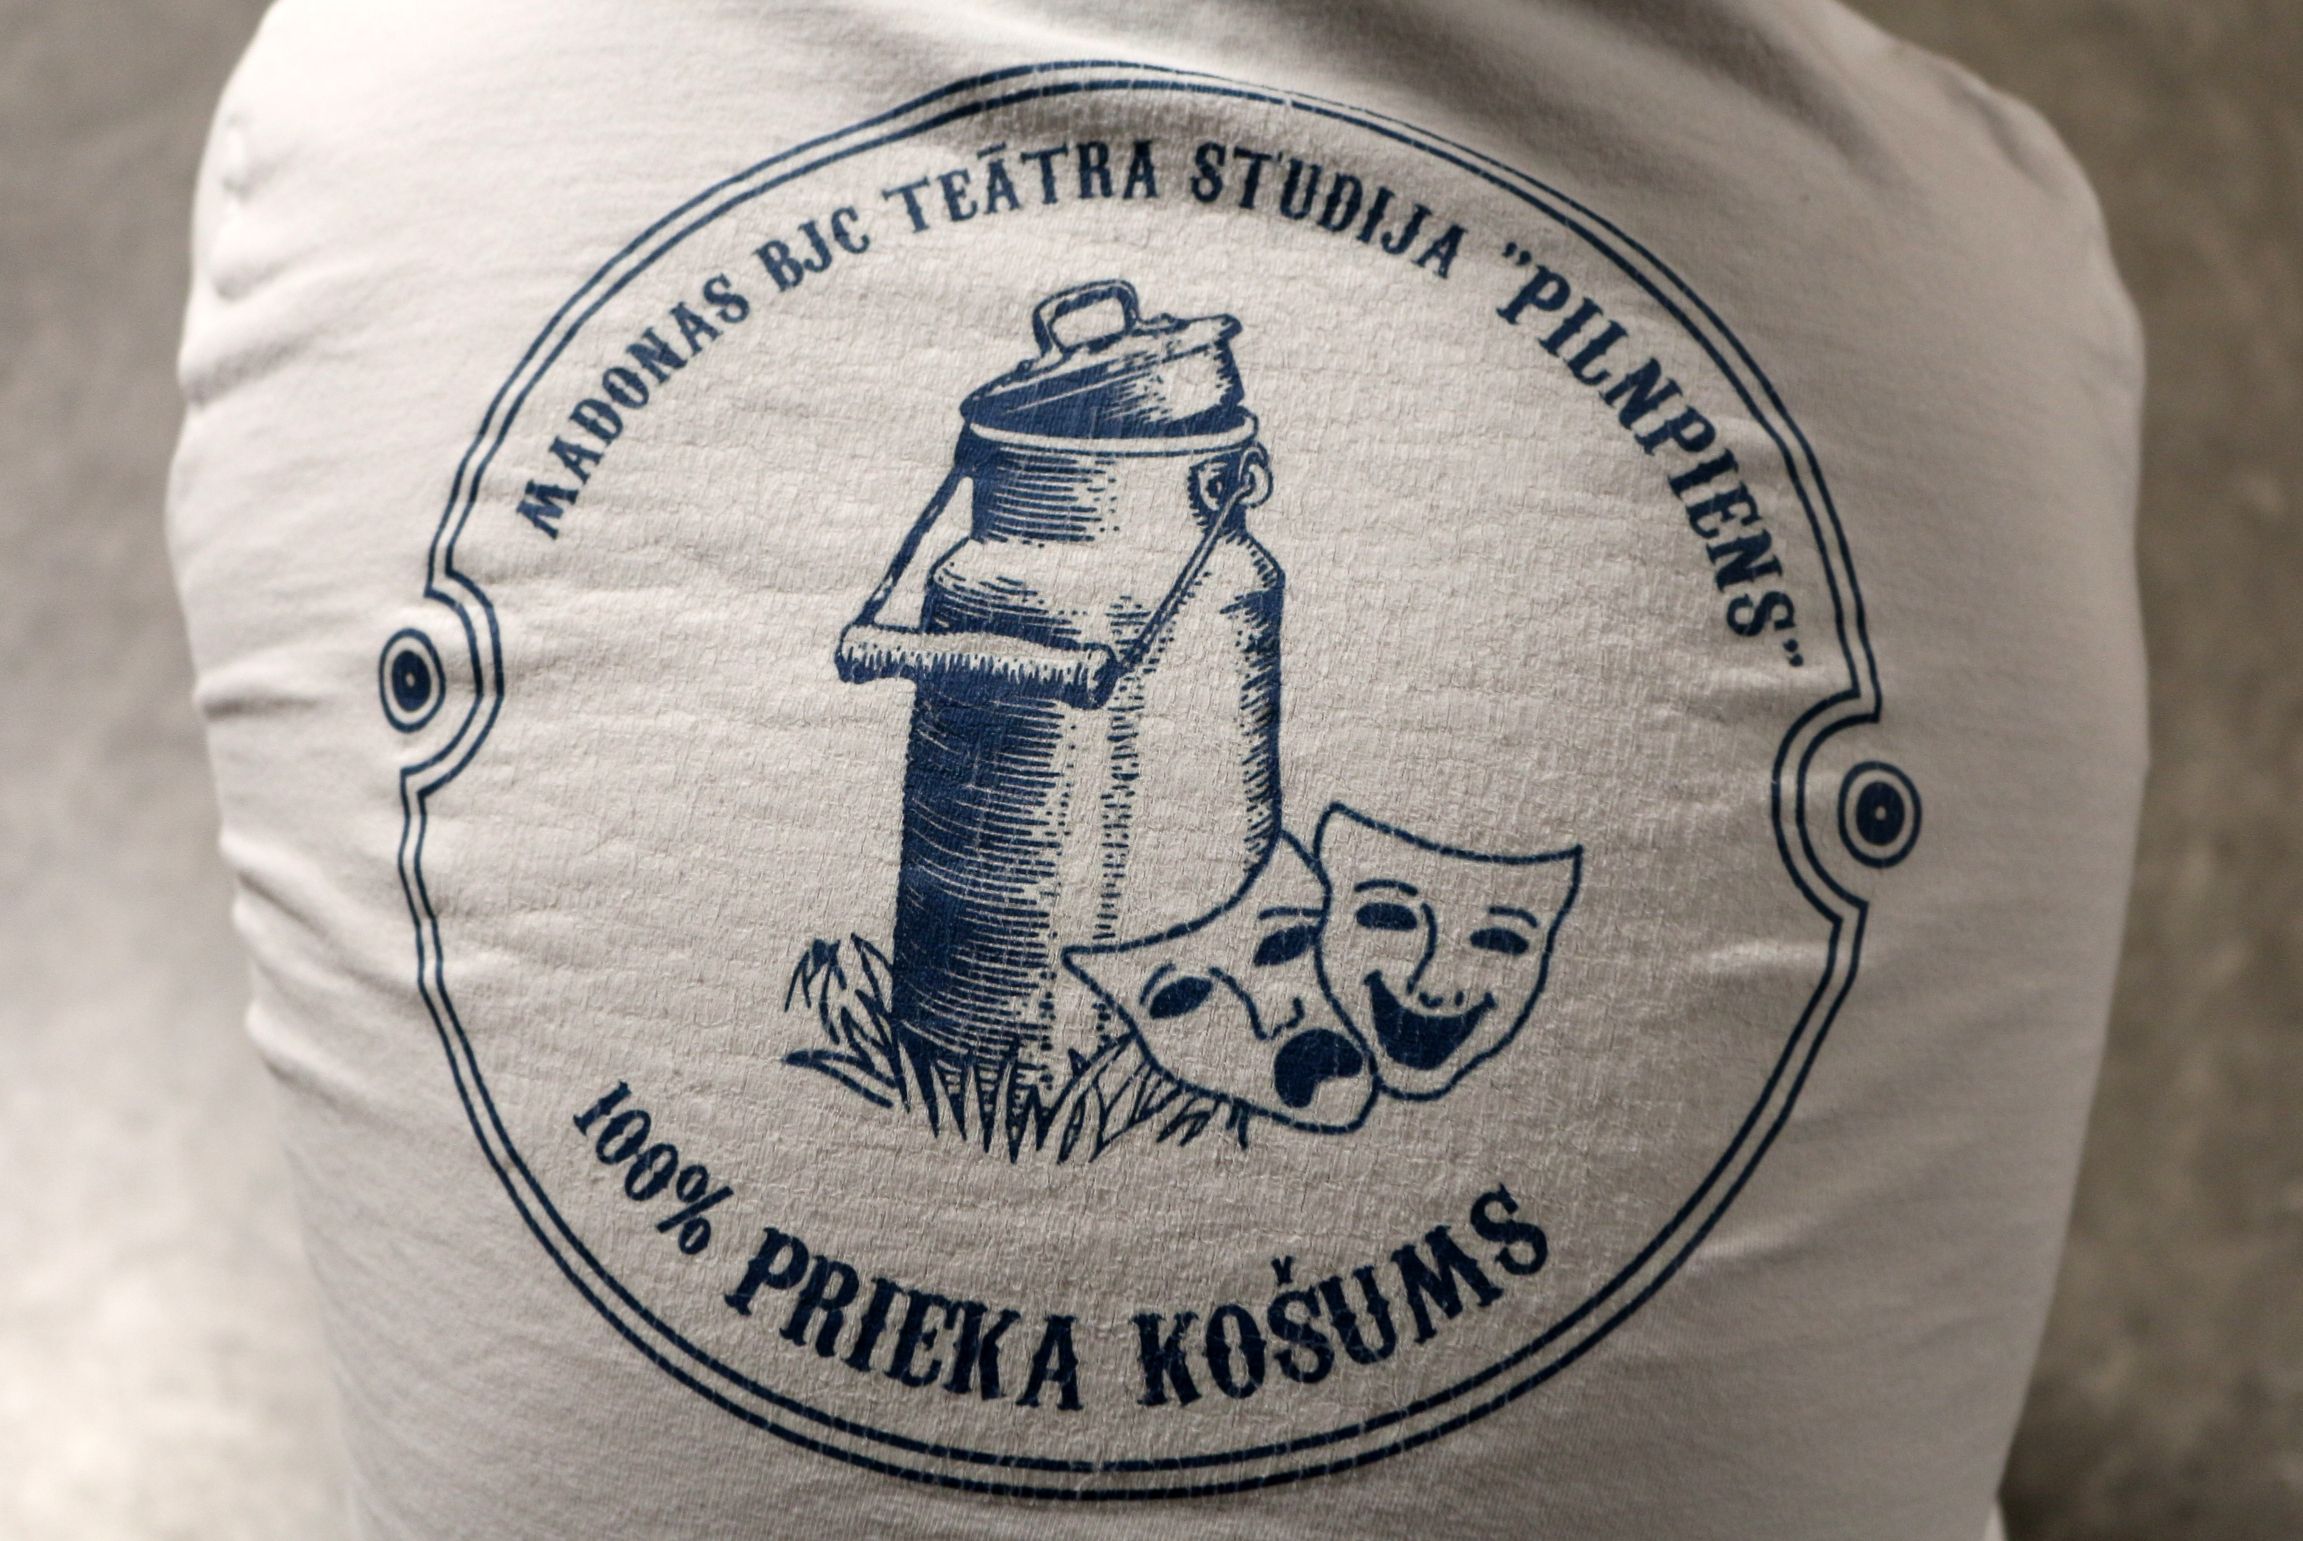 MADONAS BJC TEĀTRA STUDIJA "PILNPIENS"
100% PRIEKA KOŠUMS